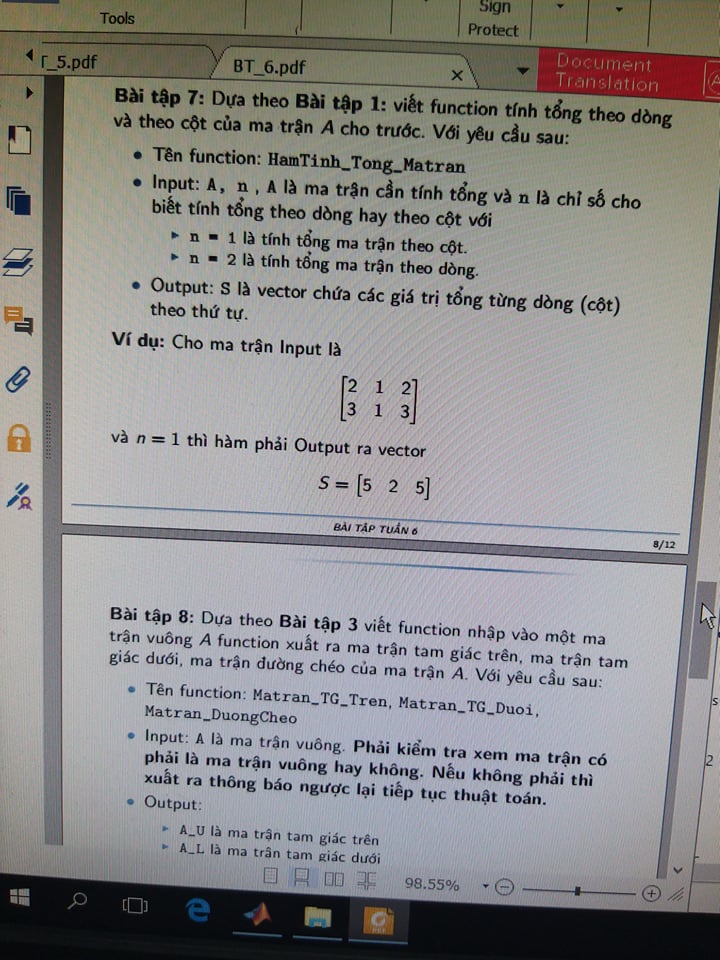 Tools
Sign
Protect
T_5.pdf
BT_6.pdf
Document
Translation
Bài tập 7: Dựa theo Bài tập 1: viết function tính tổng theo dòng
và theo cột của ma trận A cho trước. Với yêu cầu sau:
• Tên function: HamTinh_Tong_Matran
• Input: A, n , A là ma trận cần tính tổng và n là chỉ số cho
biết tính tổng theo dòng hay theo cột với
▸ n = 1 là tính tổng ma trận theo cột.
▸ n = 2 là tính tổng ma trận theo dòng.
• Output: S là vector chứa các giá trị tổng từng dòng (cột)
theo thứ tự.
Ví dụ: Cho ma trận Input là
[2 1 2]
[3 1 3]
và n = 1 thì hàm phải Output ra vector
S = [5 2 5]
BÀI TẬP TUẦN 6
8/12
Bài tập 8: Dựa theo Bài tập 3 viết function nhập vào một ma
trận vuông A function xuất ra ma trận tam giác trên, ma trận tam
giác dưới, ma trận đường chéo của ma trận A. Với yêu cầu sau:
• Tên function: Matran_TG_Tren, Matran_TG_Duoi,
Matran_DuongCheo
• Input: A là ma trận vuông. Phải kiểm tra xem ma trận có
phải là ma trận vuông hay không. Nếu không phải thì
xuất ra thông báo ngược lại tiếp tục thuật toán.
• Output:
▸ A_U là ma trận tam giác trên
▸ A_L là ma trận tam giác dưới
98.55%